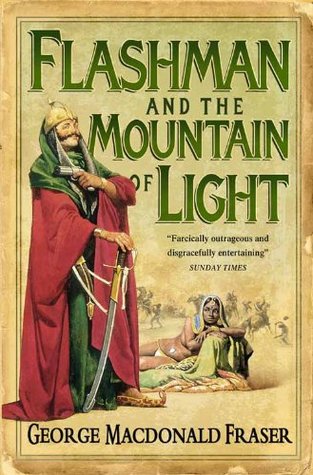 FLASHMAN
AND THE
MOUNTAIN
OF LIGHT
"Farcically outrageous and
disgracefully entertaining"
SUNDAY TIMES
GEORGE MACDONALD FRASER